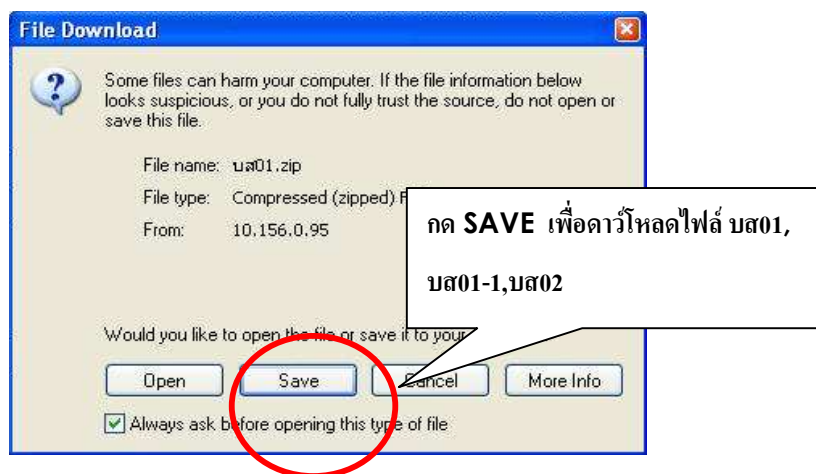 File Download
Some files can harm your computer. If the file information below
looks suspicious, or you do not fully trust the source, do not open or
save this file.
File name: บส01.zip
File type: Compressed (zipped) F
From: 10.156.0.95
กด SAVE เพื่อดาว์โหลดไฟล์ บส01,
บส01-1,บส02
Would you like to open the file or save it to your
Open Save Cancel More Info
Always ask before opening this type of file